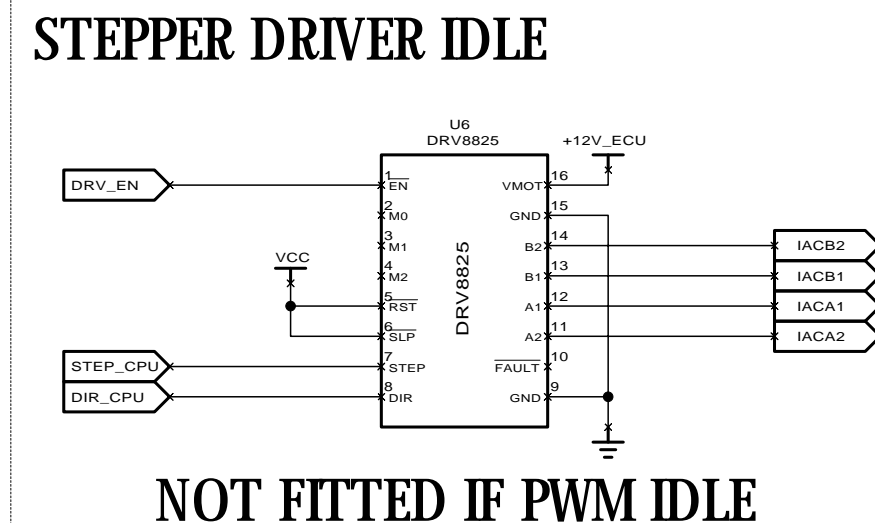 STEPPER DRIVER IDLE
U6
DRV8825
+12V_ECU
DRV_EN
1
EN
2
M0
3
M1
4
M2
VCC
5
RST
6
SLP
STEP_CPU
7
STEP
DIR_CPU
8
DIR
DRV8825
16
VMOT
15
GND
14
B2
IACB2
13
B1
IACB1
12
A1
IACA1
11
A2
IACA2
10
FAULT
9
GND
NOT FITTED IF PWM IDLE